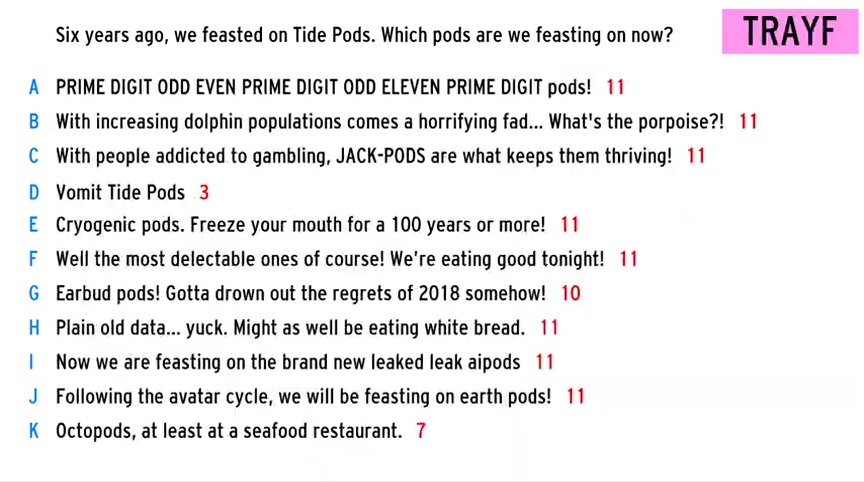 Six years ago, we feasted on Tide Pods. Which pods are we feasting on now?
TRAYF
A PRIME DIGIT ODD EVEN PRIME DIGIT ODD ELEVEN PRIME DIGIT pods! 11
B With increasing dolphin populations comes a horrifying fad... What's the porpoise?! 11
C With people addicted to gambling, JACK-PODS are what keeps them thriving! 11
D Vomit Tide Pods 3
E Cryogenic pods. Freeze your mouth for a 100 years or more! 11
F Well the most delectable ones of course! We're eating good tonight! 11
G Earbud pods! Gotta drown out the regrets of 2018 somehow! 10
H Plain old data... yuck. Might as well be eating white bread. 11
I Now we are feasting on the brand new leaked leak aipods 11
J Following the avatar cycle, we will be feasting on earth pods! 11
K Octopods, at least at a seafood restaurant. 7